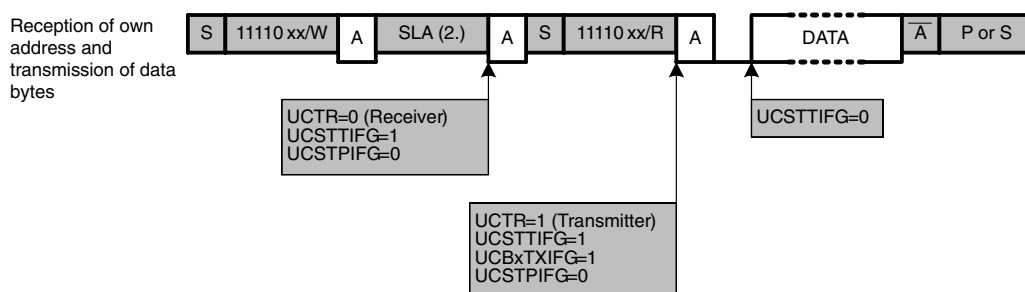 Reception of own
address and
transmission of data
bytes
S 11110 xx/W A SLA (2.) A S 11110 xx/R A DATA A P or S
UCTR=0 (Receiver)
UCSTTIFG=1
UCSTPIFG=0
UCSTTIFG=0
UCTR=1 (Transmitter)
UCSTTIFG=1
UCBxTXIFG=1
UCSTPIFG=0